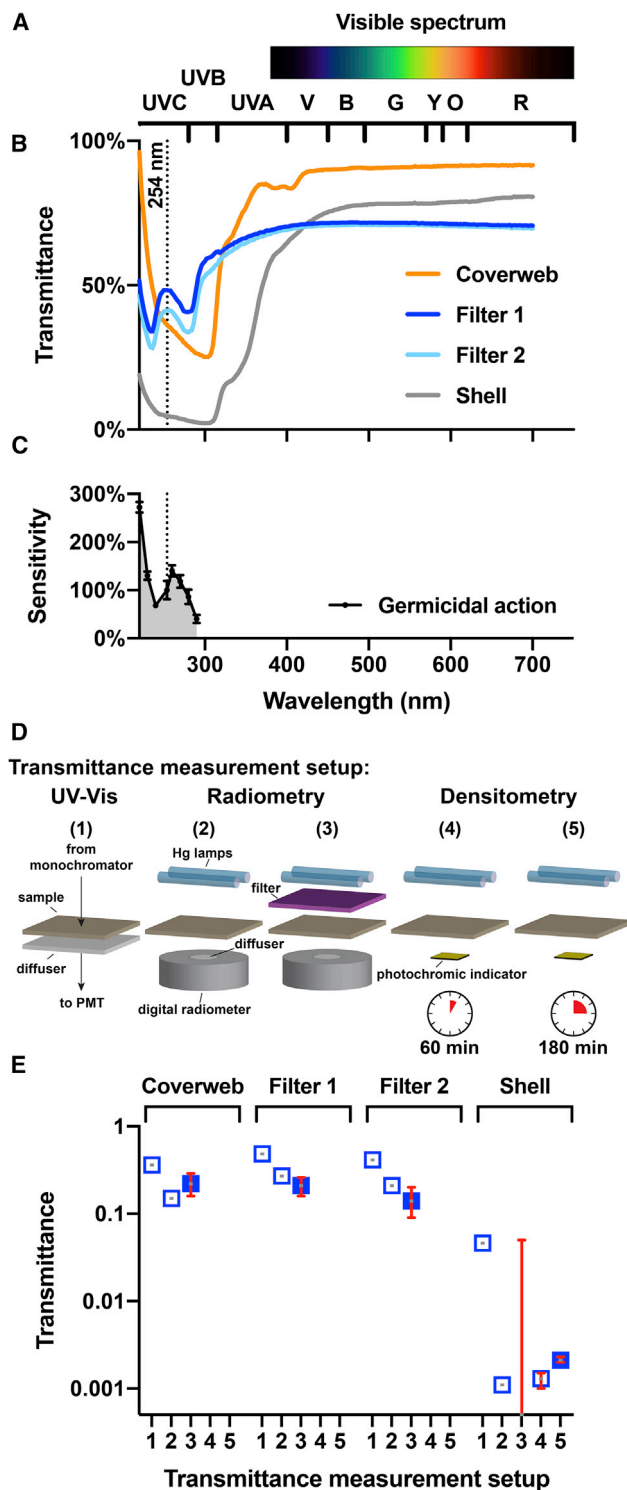 A
Visible spectrum
UVC UVB UVA V B G Y O R
B
100%
50%
0%
Transmittance
254 nm
Coverweb
Filter 1
Filter 2
Shell
C
300%
200%
100%
0%
Sensitivity
Germicidal action
300 400 500 600 700
Wavelength (nm)
D
Transmittance measurement setup:
UV-Vis Radiometry Densitometry
(1) (2) (3) (4) (5)
from
monochromator
Hg lamps
filter
sample
diffuser
diffuser
photochromic indicator
to PMT
digital radiometer
60 min 180 min
E
Coverweb Filter 1 Filter 2 Shell
1
0.1
0.01
0.001
Transmittance
1 2 3 4 5 1 2 3 4 5 1 2 3 4 5 1 2 3 4 5
Transmittance measurement setup